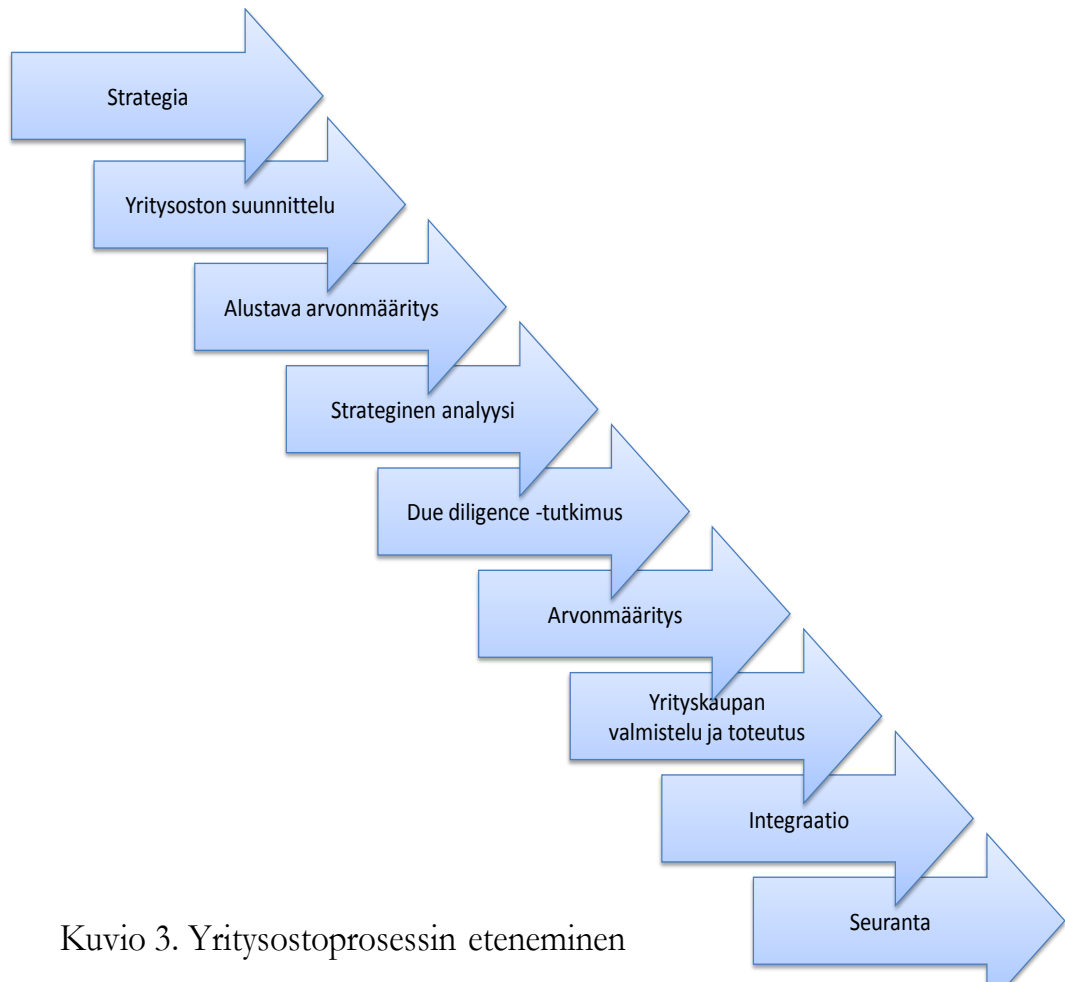 Strategia
Yritysoston suunnittelu
Alustava arvonmääritys
Strateginen analyysi
Due diligence -tutkimus
Arvonmääritys
Yrityskaupan
valmistelu ja toteutus
Integraatio
Seuranta
Kuvio 3. Yritysostoprosessin eteneminen